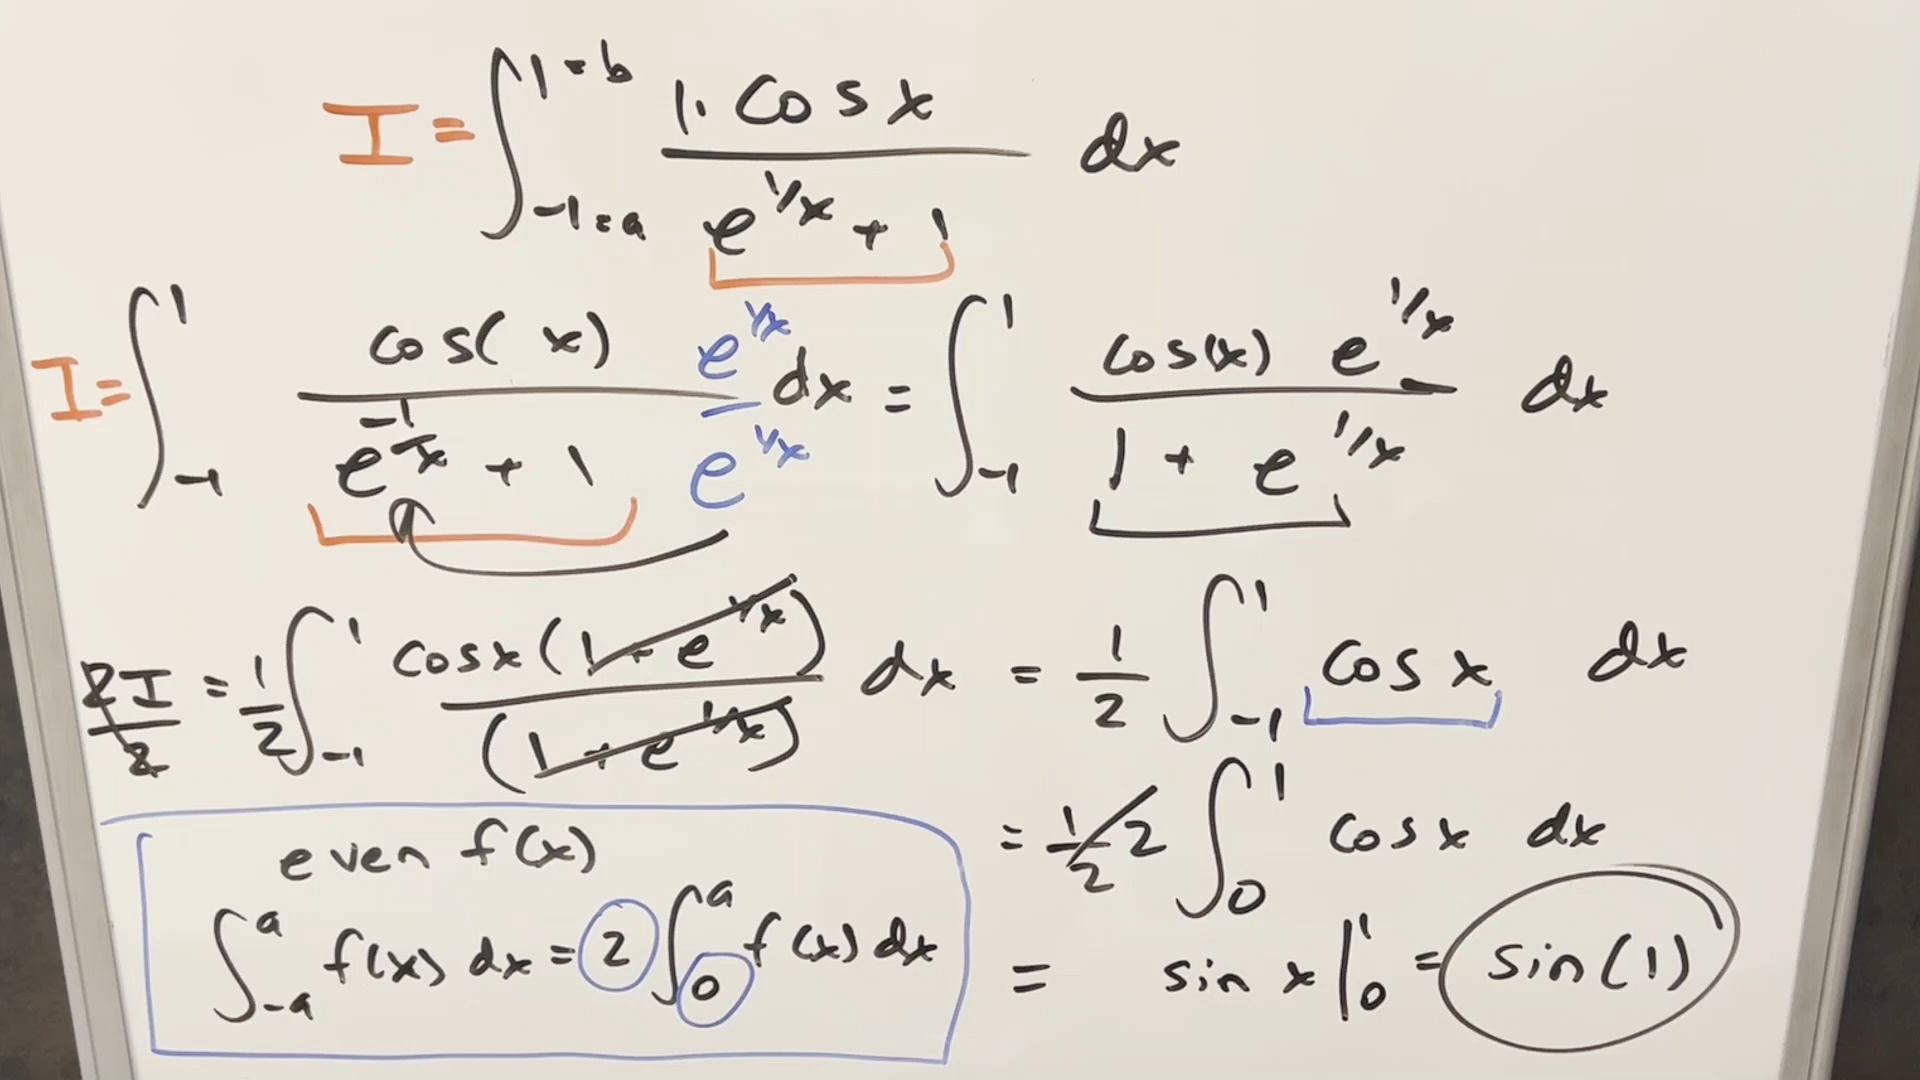 I = ∫_{-1=a}^{1=b} (1·cos x)/(e^{1/x} + 1) dx
I = ∫_{-1}^{1} cos(x)/(e^{-1/x} + 1) e^{1/x}/e^{1/x} dx = ∫_{-1}^{1} (cos(x) e^{1/x})/(1 + e^{1/x}) dx
2I/2 = 1/2 ∫_{-1}^{1} cosx(1+e^{1/x})/(1+e^{1/x}) dx = 1/2 ∫_{-1}^{1} cos x dx
= 1/2 2 ∫_{0}^{1} cos x dx
even f(x)
∫_{-a}^{a} f(x) dx = 2 ∫_{0}^{a} f(x) dx
= sin x |_{0}^{1} = sin(1)